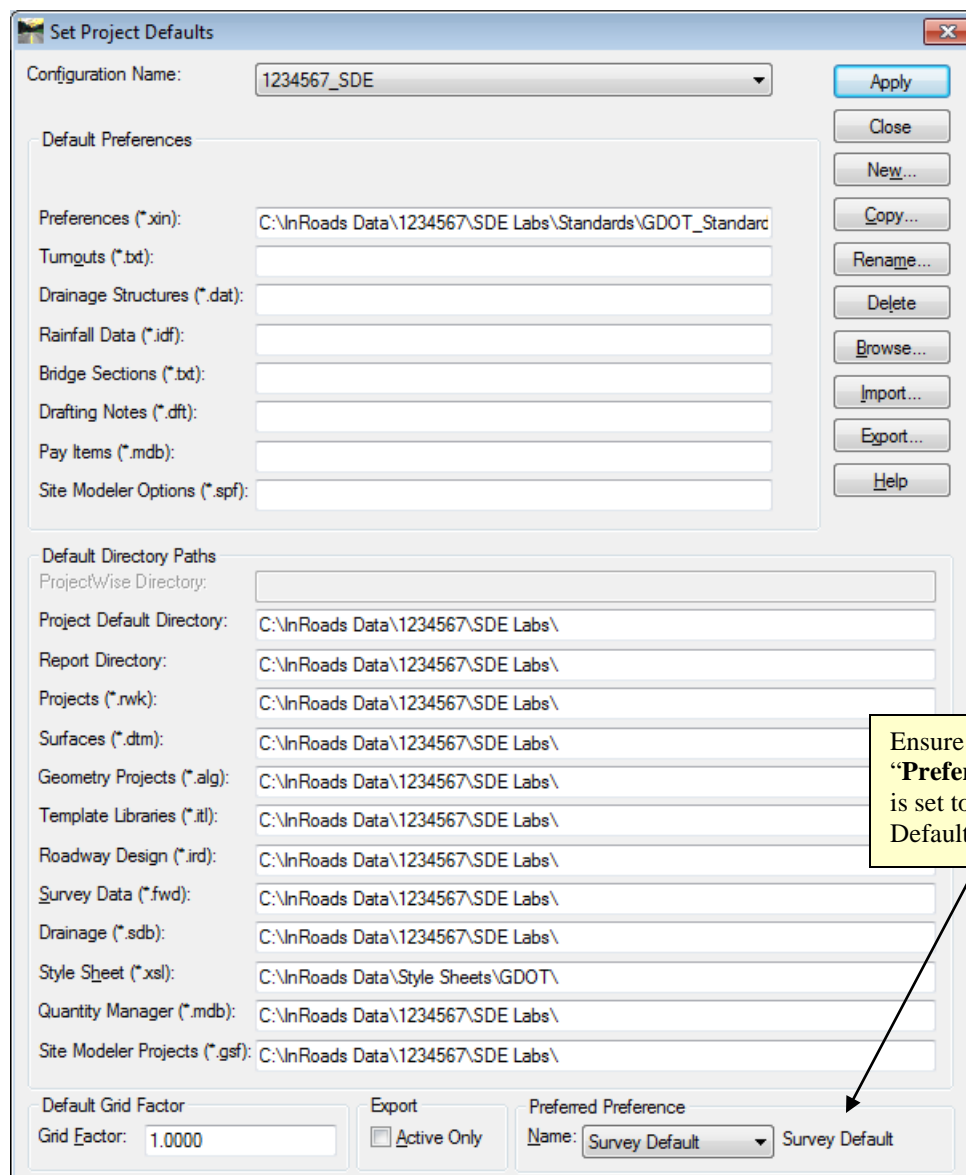 Set Project Defaults
Configuration Name: 1234567_SDE
Apply
Close
New...
Copy...
Rename...
Delete
Browse...
Import...
Export...
Help
Default Preferences
Preferences (*.xin): C:\InRoads Data\1234567\SDE Labs\Standards\GDOT_Standard
Turnouts (*.txt):
Drainage Structures (*.dat):
Rainfall Data (*.idf):
Bridge Sections (*.txt):
Drafting Notes (*.dft):
Pay Items (*.mdb):
Site Modeler Options (*.spf):
Default Directory Paths
ProjectWise Directory:
Project Default Directory: C:\InRoads Data\1234567\SDE Labs\
Report Directory: C:\InRoads Data\1234567\SDE Labs\
Projects (*.rwk): C:\InRoads Data\1234567\SDE Labs\
Surfaces (*.dtm): C:\InRoads Data\1234567\SDE Labs\
Geometry Projects (*.alg): C:\InRoads Data\1234567\SDE Labs\
Template Libraries (*.itl): C:\InRoads Data\1234567\SDE Labs\
Roadway Design (*.ird): C:\InRoads Data\1234567\SDE Labs\
Survey Data (*.fwd): C:\InRoads Data\1234567\SDE Labs\
Drainage (*.sdb): C:\InRoads Data\1234567\SDE Labs\
Style Sheet (*.xsl): C:\InRoads Data\Style Sheets\GDOT\
Quantity Manager (*.mdb): C:\InRoads Data\1234567\SDE Labs\
Site Modeler Projects (*.gsf): C:\InRoads Data\1234567\SDE Labs\
Ensure
“Prefer
is set to
Default
Default Grid Factor
Grid Factor: 1.0000
Export
Active Only
Preferred Preference
Name: Survey Default Survey Default